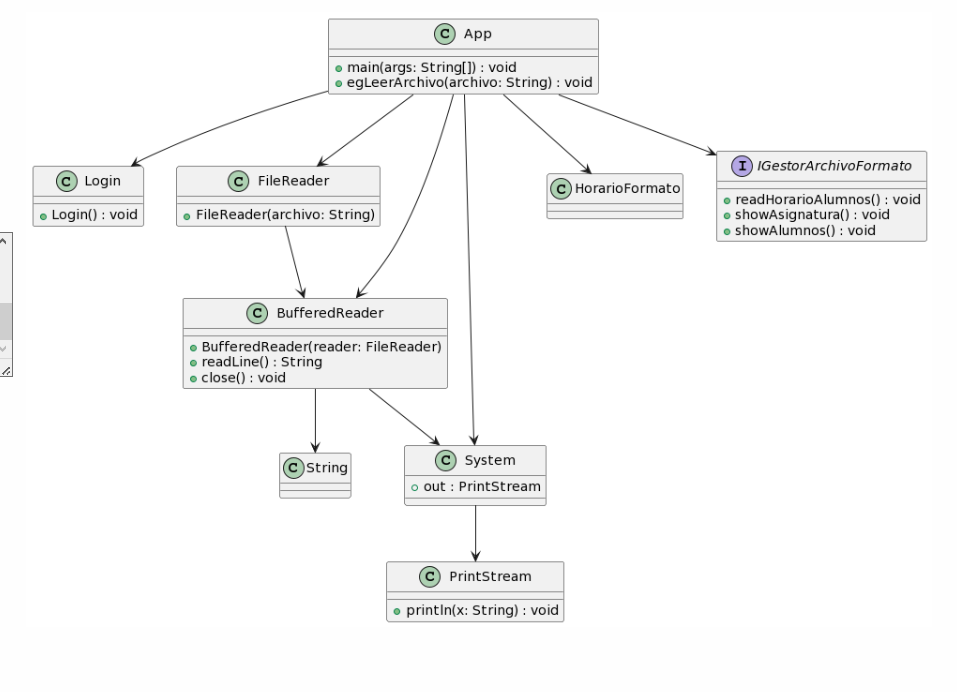 C App
main(args: String[]) : void
egLeerArchivo(archivo: String) : void
C Login
Login() : void
C FileReader
FileReader(archivo: String)
C HorarioFormato
I IGestorArchivoFormato
readHorarioAlumnos() : void
showAsignatura() : void
showAlumnos() : void
C BufferedReader
BufferedReader(reader: FileReader)
readLine() : String
close() : void
C String
C System
out : PrintStream
C PrintStream
println(x: String) : void